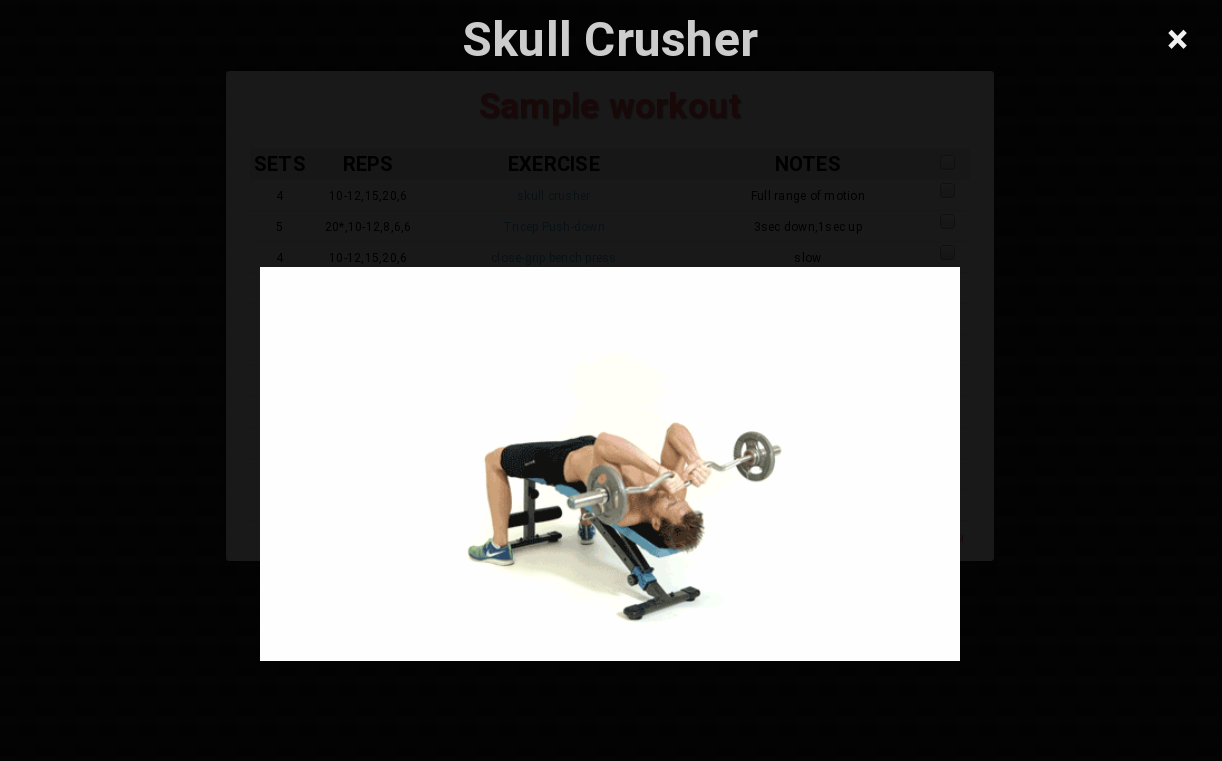 Skull Crusher
×
Sample workout
SETS REPS EXERCISE NOTES
4 10-12,15,20,6 skull crusher Full range of motion
5 20*,10-12,8,6,6 Tricep Push-down 3sec down,1sec up
4 10-12,15,20,6 close-grip bench press slow